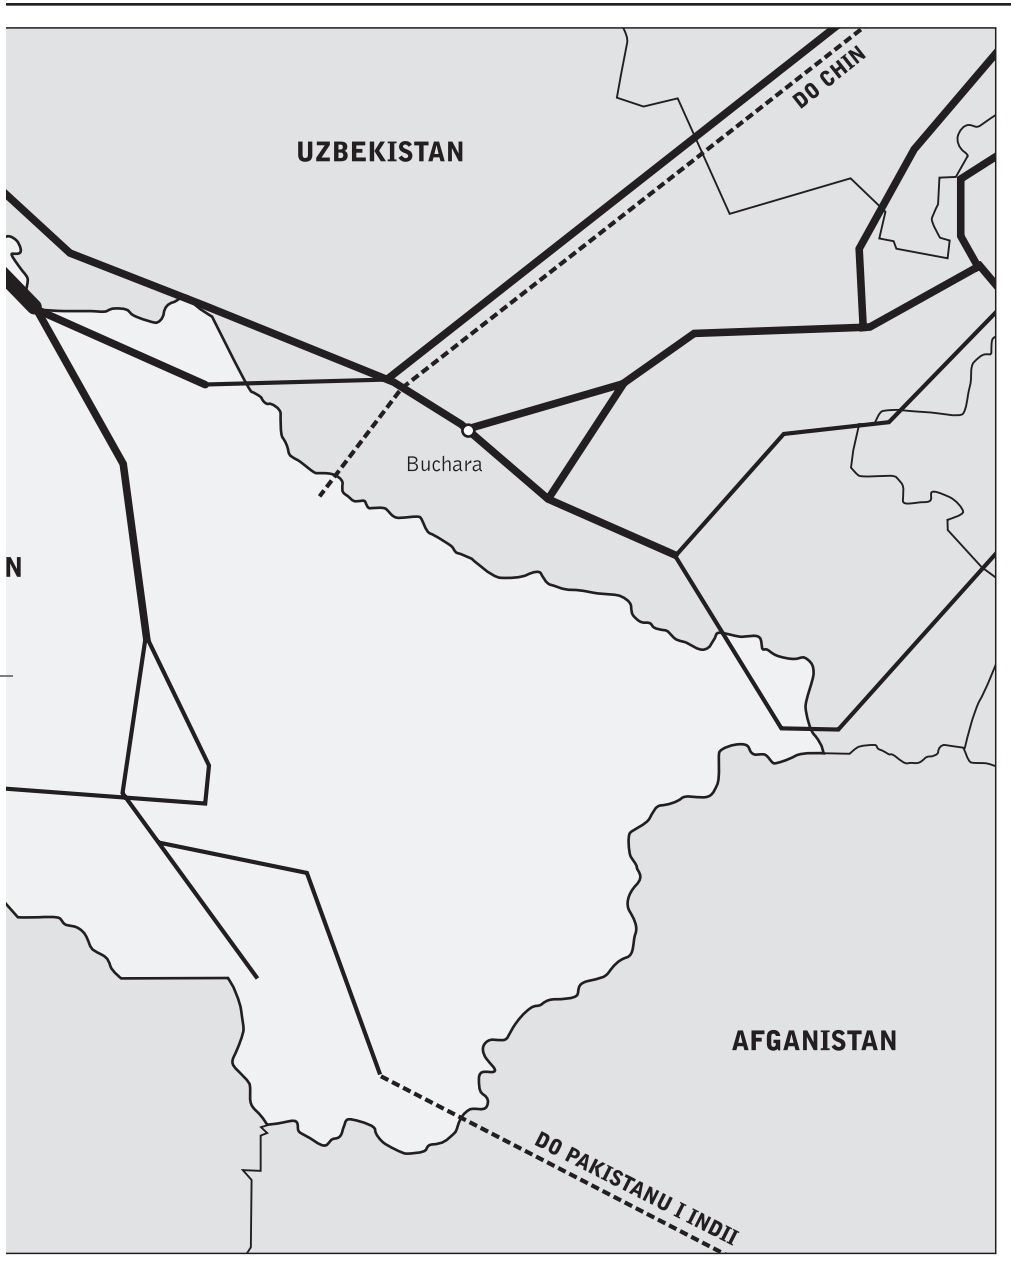 DO CHIN
UZBEKISTAN
Buchara
N
AFGANISTAN
DO PAKISTANU I INDII